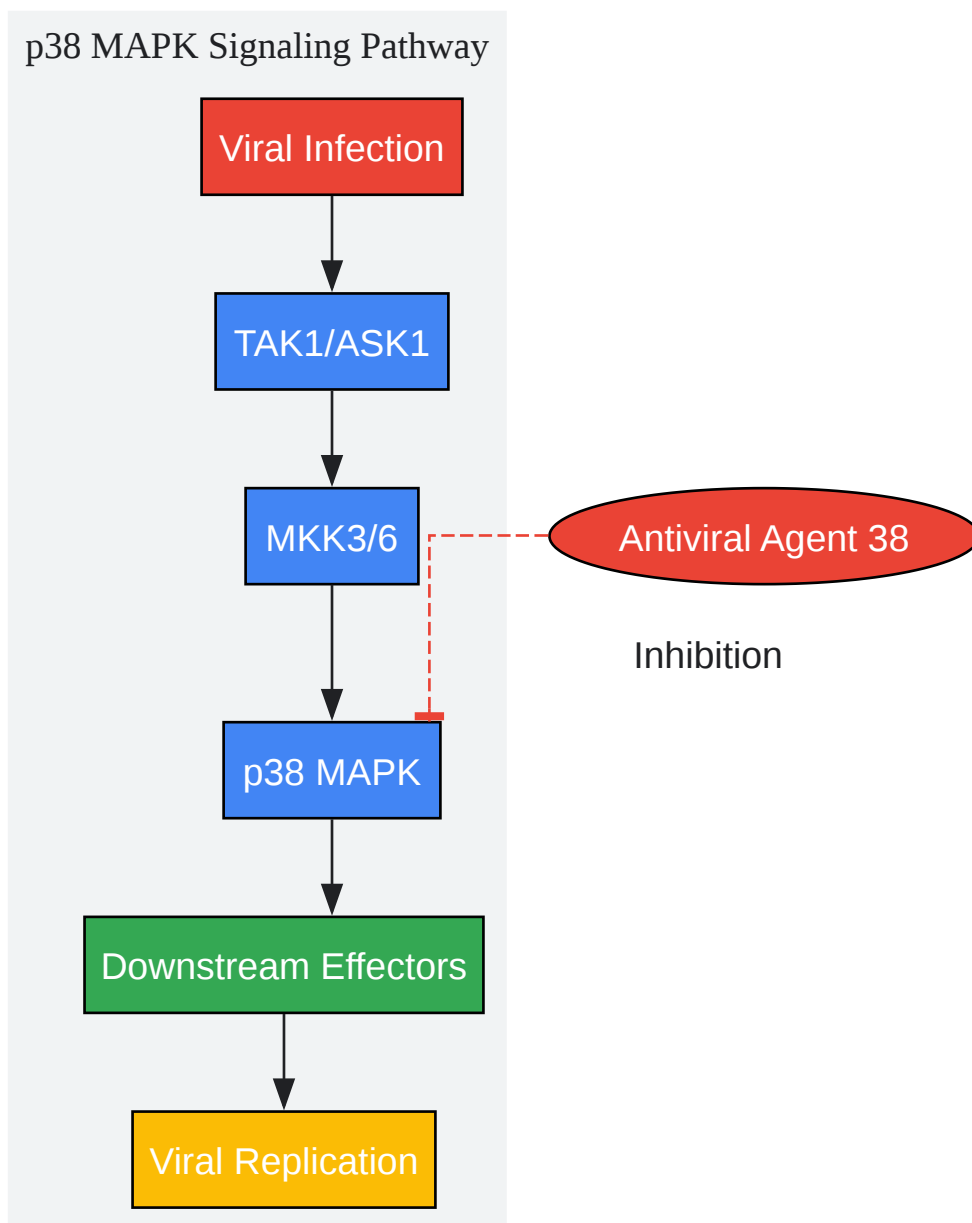 p38 MAPK Signaling Pathway
Viral Infection
TAK1/ASK1
MKK3/6
Antiviral Agent 38
Inhibition
p38 MAPK
Downstream Effectors
Viral Replication